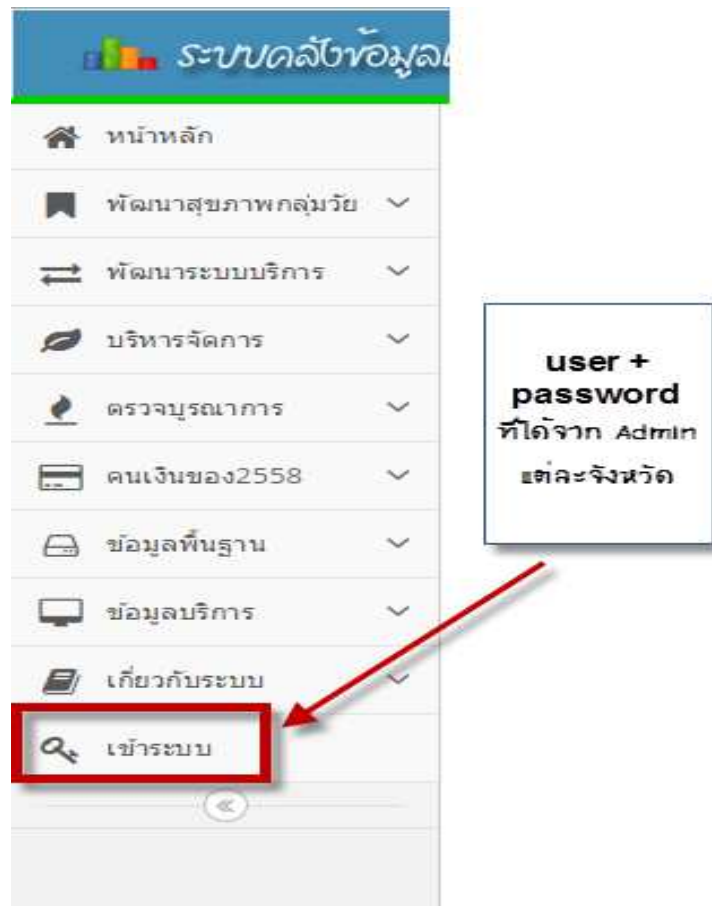 ระบบคลังข้อมูล
หน้าหลัก
พัฒนาสุขภาพกลุ่มวัย
พัฒนาระบบบริการ
บริหารจัดการ
ตรวจบูรณาการ
คนเงินของ2558
ข้อมูลพื้นฐาน
ข้อมูลบริการ
เกี่ยวกับระบบ
เข้าระบบ
user +
password
ที่ได้จาก Admin
แต่ละจังหวัด